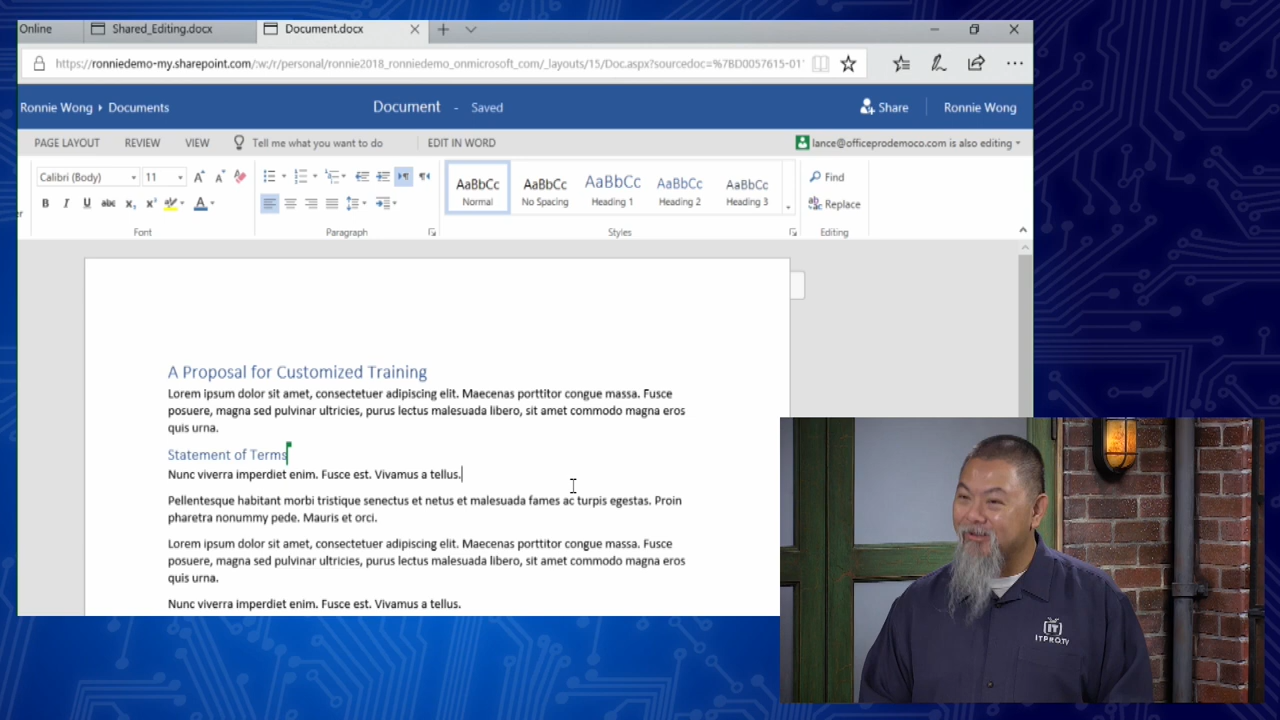 Online
Shared_Editing.docx
Document.docx
https://ronniedemo-my.sharepoint.com/:w:/r/personal/ronnie2018_ronniedemo_onmicrosoft_com/_layouts/15/Doc.aspx?sourcedoc=%7BD0057615-01
Ronnie Wong Documents
Document - Saved
Share
Ronnie Wong
PAGE LAYOUT REVIEW VIEW Tell me what you want to do EDIT IN WORD
lance@officeprodemoco.com is also editing
Calibri (Body) 11
B I U abc x₂ x² A
Font
Paragraph
AaBbCc AaBbCc AaBbCc AaBbCc AaBbCc
Normal No Spacing Heading 1 Heading 2 Heading 3
Styles
Find
Replace
Editing
A Proposal for Customized Training
Lorem ipsum dolor sit amet, consectetuer adipiscing elit. Maecenas porttitor congue massa. Fusce
posuere, magna sed pulvinar ultricies, purus lectus malesuada libero, sit amet commodo magna eros
quis urna.
Statement of Terms
Nunc viverra imperdiet enim. Fusce est. Vivamus a tellus.
Pellentesque habitant morbi tristique senectus et netus et malesuada fames ac turpis egestas. Proin
pharetra nonummy pede. Mauris et orci.
Lorem ipsum dolor sit amet, consectetuer adipiscing elit. Maecenas porttitor congue massa. Fusce
posuere, magna sed pulvinar ultricies, purus lectus malesuada libero, sit amet commodo magna eros
quis urna.
Nunc viverra imperdiet enim. Fusce est. Vivamus a tellus.
IT
ITPRO.TV